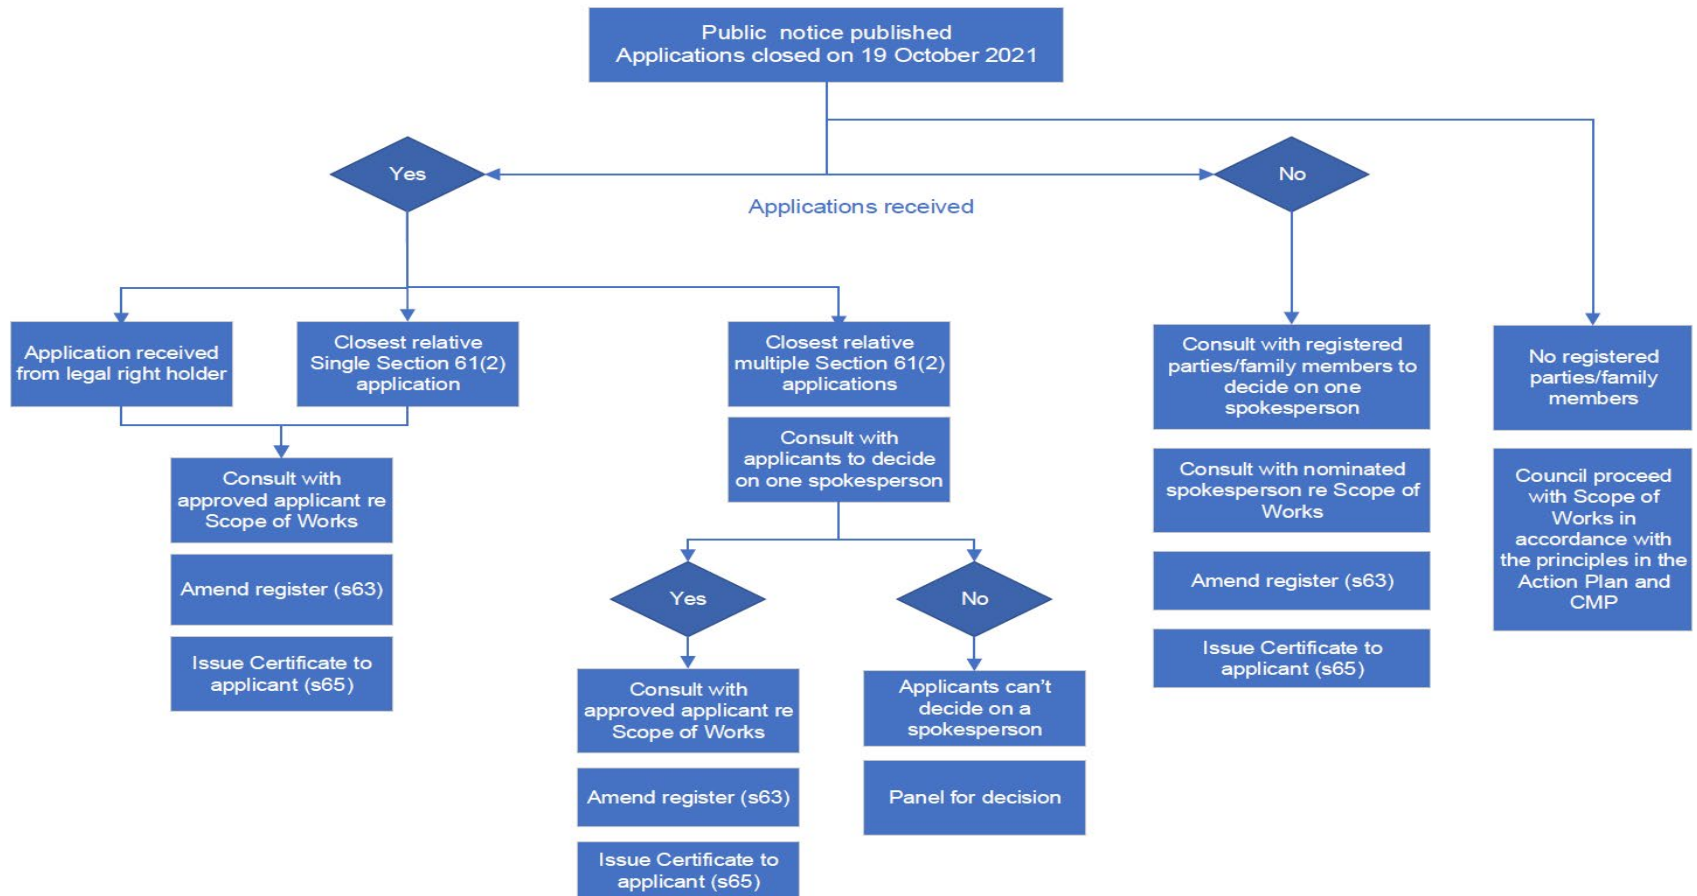 Public notice published
Applications closed on 19 October 2021
Yes
No
Applications received
Application received
from legal right holder
Closest relative
Single Section 61(2)
application
Closest relative
multiple Section 61(2)
applications
Consult with registered
parties/family members to
decide on one
spokesperson
No registered
parties/family
members
Consult with
approved applicant re
Scope of Works
Amend register (s63)
Issue Certificate to
applicant (s65)
Consult with
applicants to decide
on one spokesperson
Yes
No
Consult with
approved applicant re
Scope of Works
Amend register (s63)
Issue Certificate to
applicant (s65)
Applicants can't
decide on a
spokesperson
Panel for decision
Consult with nominated
spokesperson re Scope of
Works
Amend register (s63)
Issue Certificate to
applicant (s65)
Council proceed
with Scope of
Works in
accordance with
the principles in the
Action Plan and
CMP